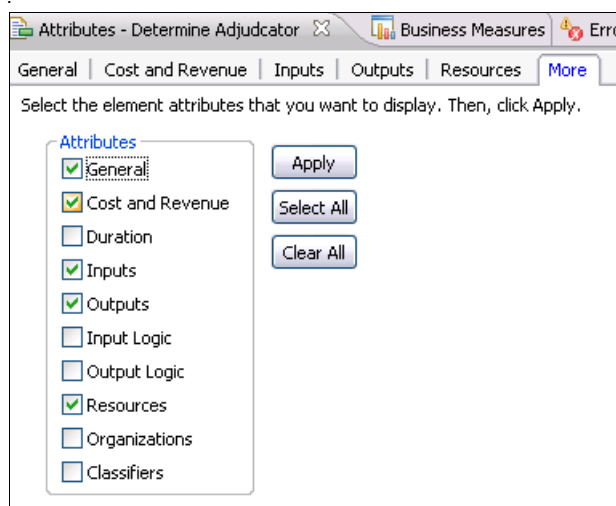 Attributes - Determine Adjudcator Business Measures
General | Cost and Revenue | Inputs | Outputs | Resources More
Select the element attributes that you want to display. Then, click Apply.
Attributes
General
Apply
Cost and Revenue
Select All
Duration
Clear All
Inputs
Outputs
Input Logic
Output Logic
Resources
Organizations
Classifiers